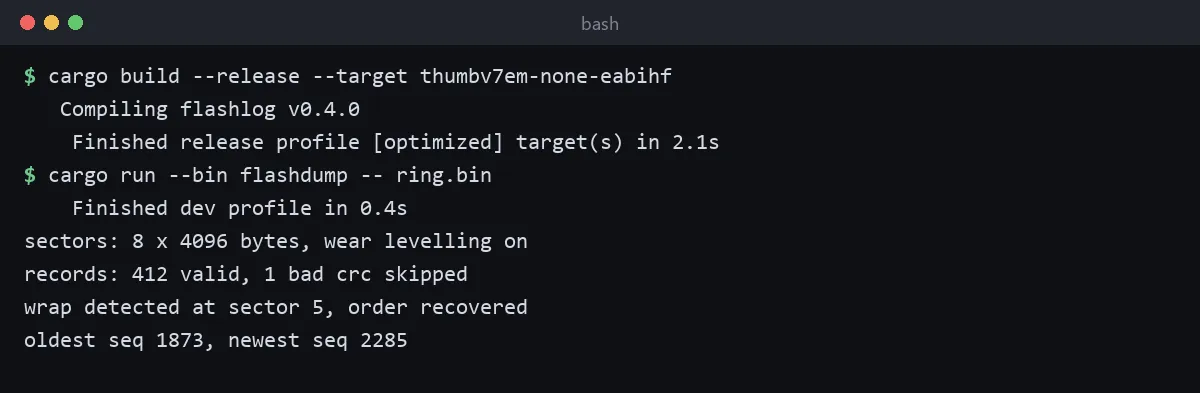 bash
$ cargo build --release --target thumbv7em-none-eabihf
   Compiling flashlog v0.4.0
    Finished release profile [optimized] target(s) in 2.1s
$ cargo run --bin flashdump -- ring.bin
    Finished dev profile in 0.4s
sectors: 8 x 4096 bytes, wear levelling on
records: 412 valid, 1 bad crc skipped
wrap detected at sector 5, order recovered
oldest seq 1873, newest seq 2285